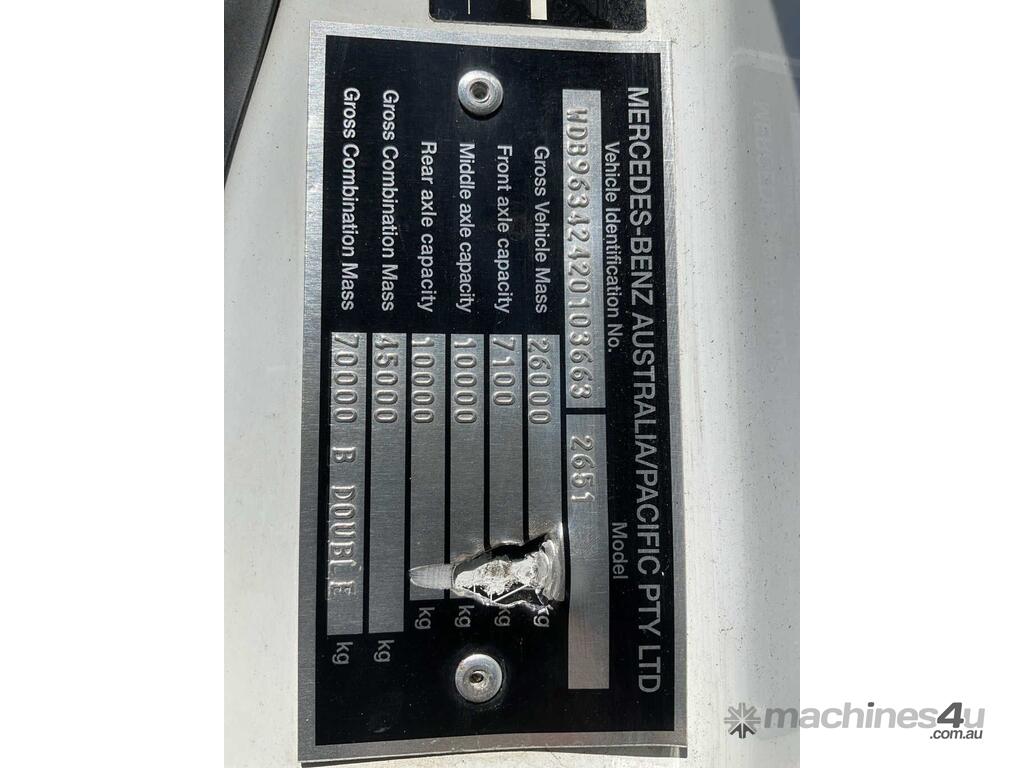 MERCEDES-BENZ AUSTRALIA/PACIFIC PTY LTD
Vehicle Identification No. Model
WDB96342420103663 2651
Gross Vehicle Mass 26000 kg
Front axle capacity 7100 kg
Middle axle capacity 10000 kg
Rear axle capacity 10000 kg
Gross Combination Mass 45000 kg
Gross Combination Mass 70000 B DOUBLE kg
machines4u
.com.au